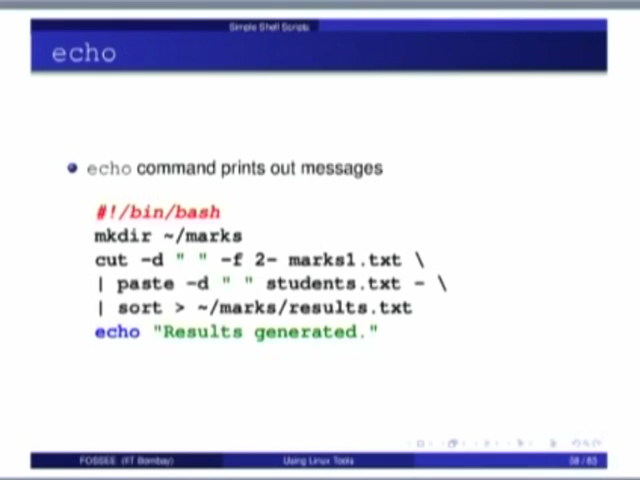 Simple Shell Scripts
echo
echo command prints out messages
#!/bin/bash
mkdir ~/marks
cut -d " " -f 2- marks1.txt \
| paste -d " " students.txt - \
| sort > ~/marks/results.txt
echo "Results generated."
FOSSEE (IIT Bombay) Using Linux Tools